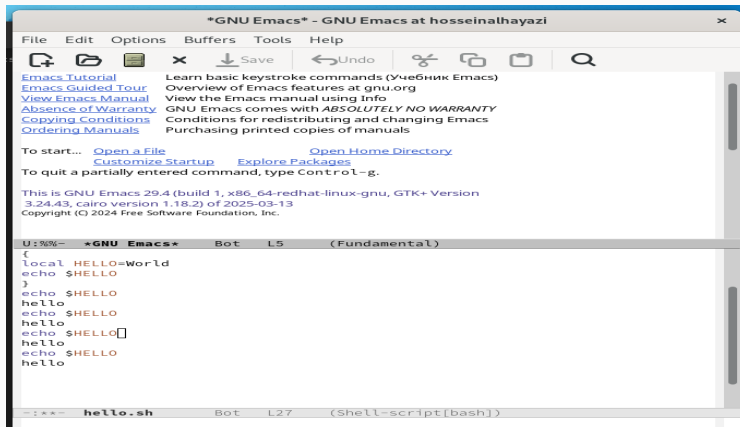 *GNU Emacs* - GNU Emacs at hosseinalhayazi ×
File Edit Options Buffers Tools Help
Save Undo
Emacs Tutorial Learn basic keystroke commands (Учебник Emacs)
Emacs Guided Tour Overview of Emacs features at gnu.org
View Emacs Manual View the Emacs manual using Info
Absence of Warranty GNU Emacs comes with ABSOLUTELY NO WARRANTY
Copying Conditions Conditions for redistributing and changing Emacs
Ordering Manuals Purchasing printed copies of manuals
To start... Open a File Open Home Directory
Customize Startup Explore Packages
To quit a partially entered command, type Control-g.
This is GNU Emacs 29.4 (build 1, x86_64-redhat-linux-gnu, GTK+ Version
3.24.43, cairo version 1.18.2) of 2025-03-13
Copyright (C) 2024 Free Software Foundation, Inc.
U:%%- *GNU Emacs* Bot L5 (Fundamental)
{
local HELLO=World
echo $HELLO
}
echo $HELLO
hello
echo $HELLO
hello
echo $HELLO
hello
echo $HELLO
hello
-:**- hello.sh Bot L27 (Shell-script[bash])